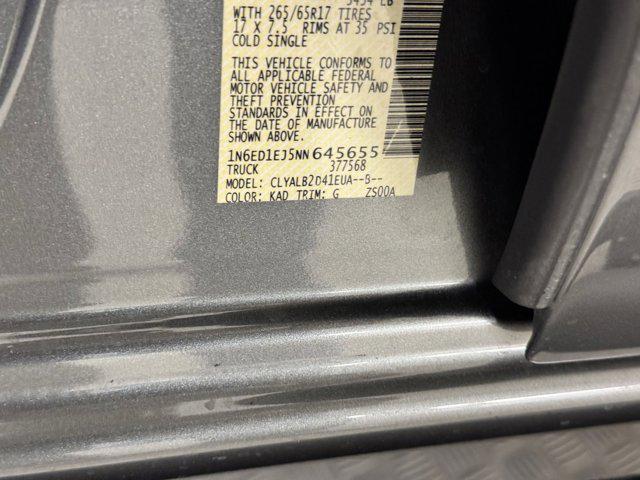 WITH 265/65R17 TIRES
17 X 7.5 RIMS AT 35 PSI
COLD SINGLE
THIS VEHICLE CONFORMS TO
ALL APPLICABLE FEDERAL
MOTOR VEHICLE SAFETY AND
THEFT PREVENTION
STANDARDS IN EFFECT ON
THE DATE OF MANUFACTURE
SHOWN ABOVE.
1N6ED1EJ5NN645655
TRUCK 377568
MODEL: CLYALB2D41EUA--B--
COLOR: KAD TRIM: G ZS00A